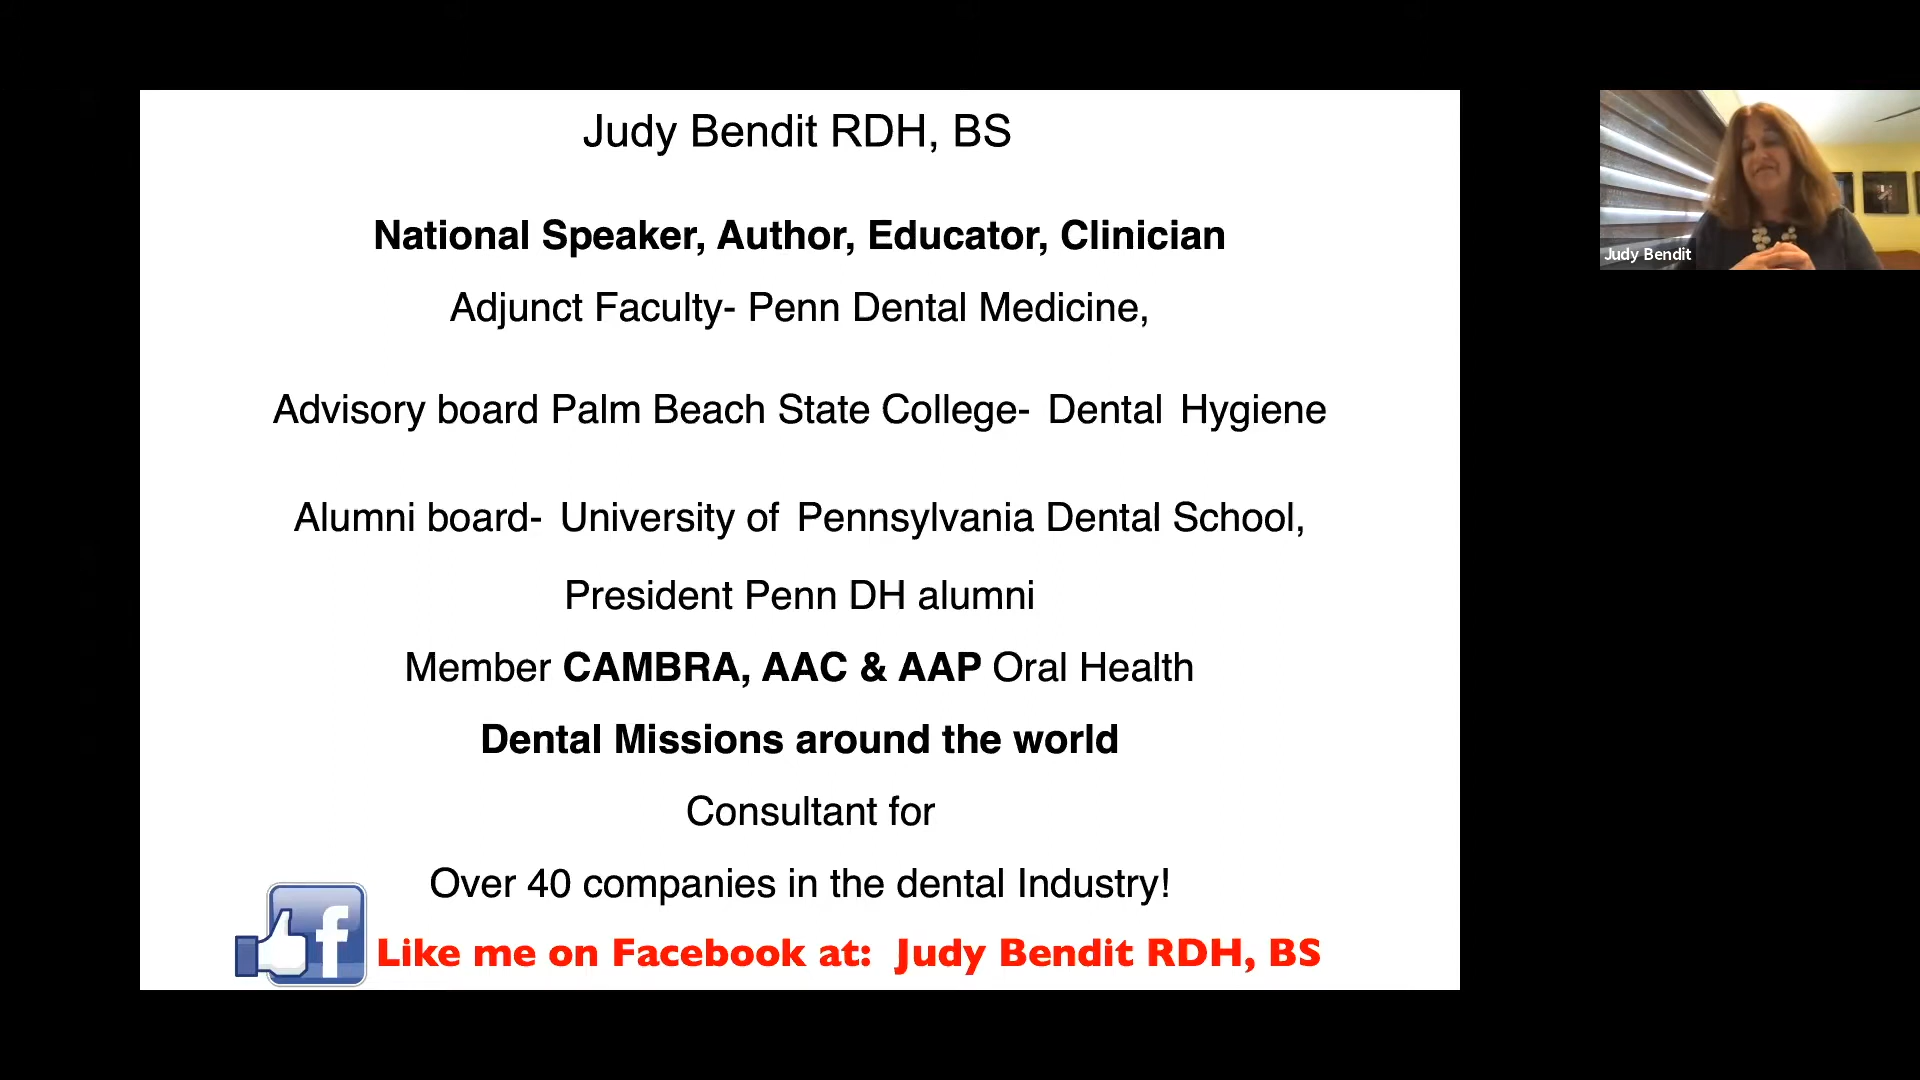 Judy Bendit RDH, BS
National Speaker, Author, Educator, Clinician
Adjunct Faculty- Penn Dental Medicine,
Advisory board Palm Beach State College- Dental Hygiene
Alumni board- University of Pennsylvania Dental School,
President Penn DH alumni
Member CAMBRA, AAC & AAP Oral Health
Dental Missions around the world
Consultant for
Over 40 companies in the dental Industry!
f
Like me on Facebook at: Judy Bendit RDH, BS
Judy Bendit